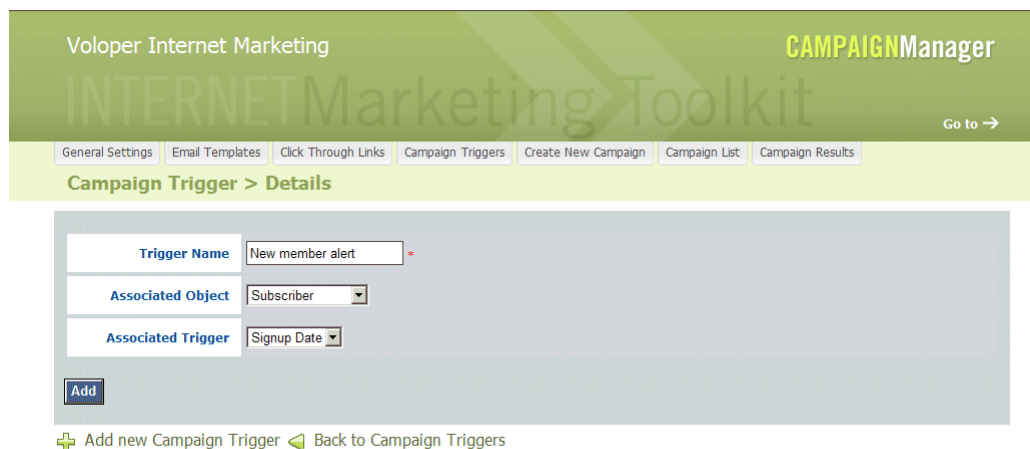 Voloper Internet Marketing
CAMPAIGNManager
INTERNETMarketing Toolkit
Go to →
General Settings Email Templates Click Through Links Campaign Triggers Create New Campaign Campaign List Campaign Results
Campaign Trigger > Details
Trigger Name New member alert *
Associated Object Subscriber
Associated Trigger Signup Date
Add
Add new Campaign Trigger Back to Campaign Triggers